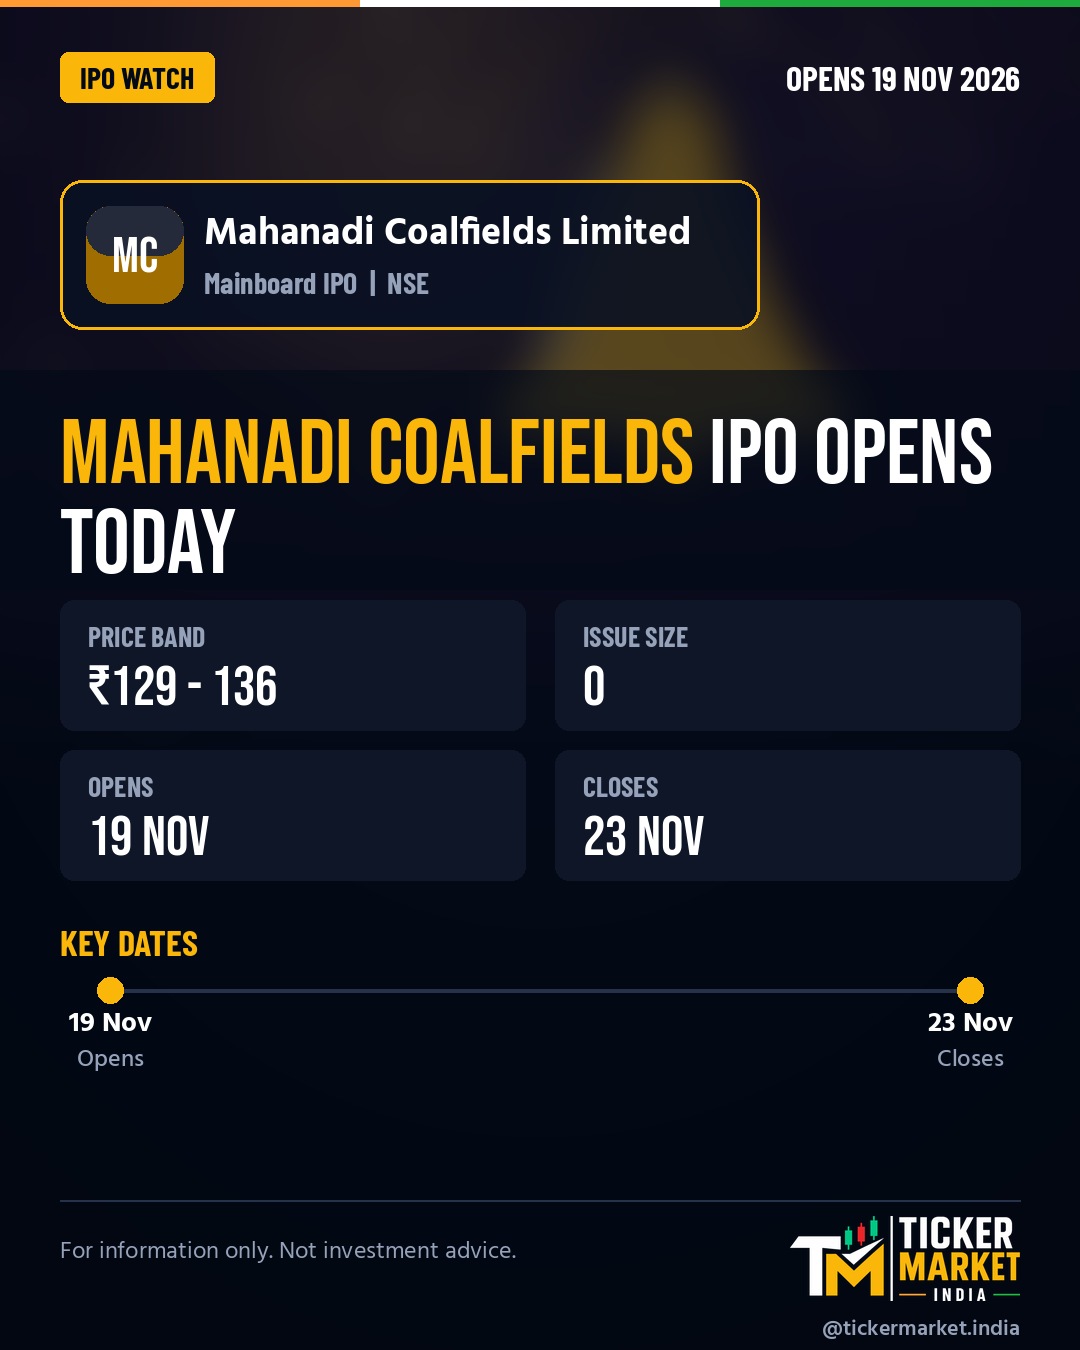 IPO WATCH
OPENS 19 NOV 2026
MC
Mahanadi Coalfields Limited
Mainboard IPO | NSE
MAHANADI COALFIELDS IPO OPENS
TODAY
PRICE BAND
₹129 - 136
ISSUE SIZE
0
OPENS
19 NOV
CLOSES
23 NOV
KEY DATES
19 Nov
Opens
23 Nov
Closes
For information only. Not investment advice.
TM
TICKER
MARKET
INDIA
@tickermarket.india